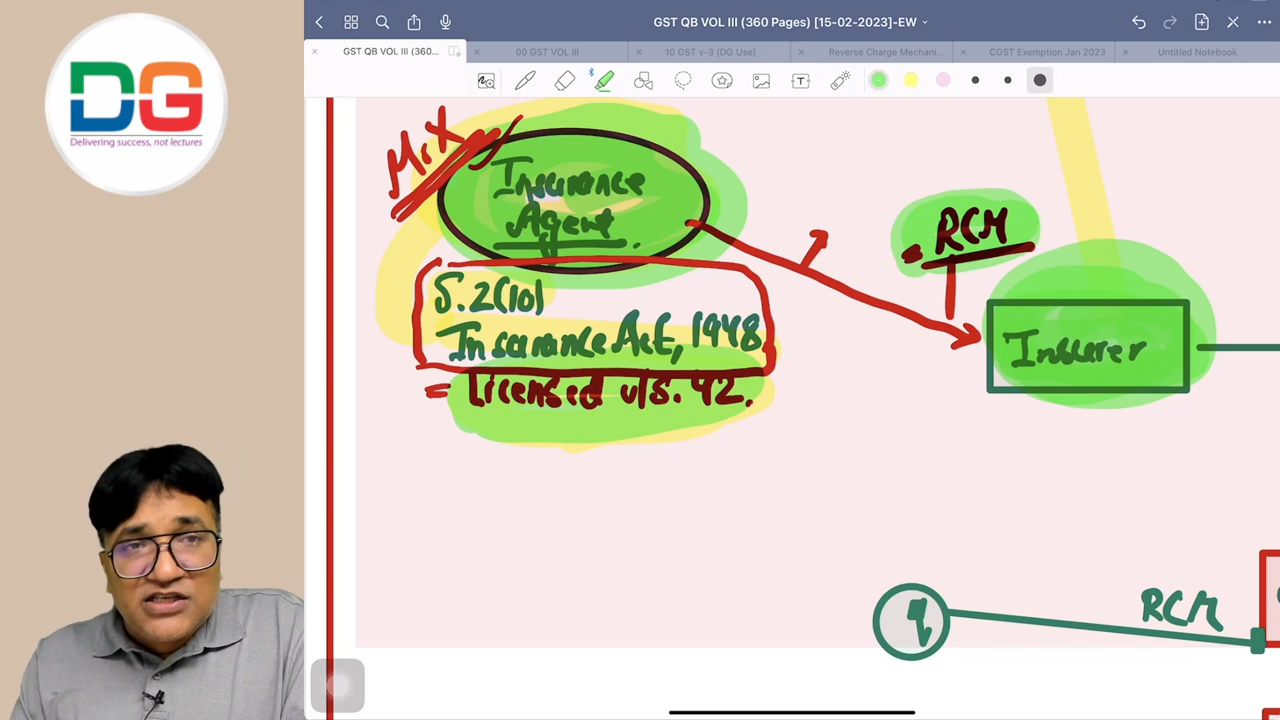 DG
Delivering success, not lectures
GST QB VOL III (360 Pages) [15-02-2023]-EW
GST QB VOL III (360...
00 GST VOL III
10 GST v-3 (DG Use)
Reverse Charge Mechani...
CGST Exemption Jan 2023
Untitled Notebook
Mr X
Insurance
Agent.
= RCM
S.2(10)
Insurance Act, 1948
Insurer
= Licensed u/s. 42.
RCM